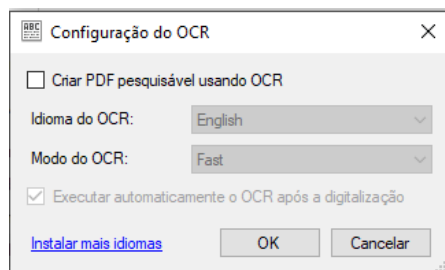 ABC
Configuração do OCR
Criar PDF pesquisável usando OCR
Idioma do OCR: English
Modo do OCR: Fast
Executar automaticamente o OCR após a digitalização
Instalar mais idiomas OK Cancelar